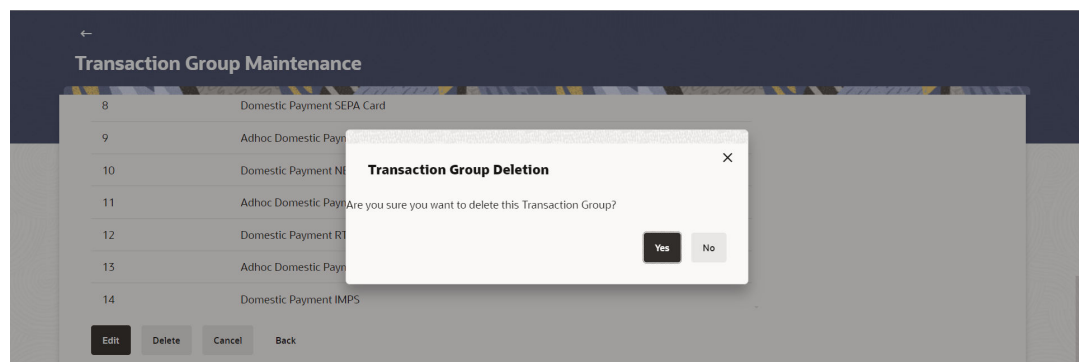 ←
Transaction Group Maintenance
8 Domestic Payment SEPA Card
9 Adhoc Domestic Payn
10 Domestic Payment NE
11 Adhoc Domestic Payn
12 Domestic Payment RT
13 Adhoc Domestic Payn
14 Domestic Payment IMPS
Transaction Group Deletion
Are you sure you want to delete this Transaction Group?
Yes No
Edit Delete Cancel Back